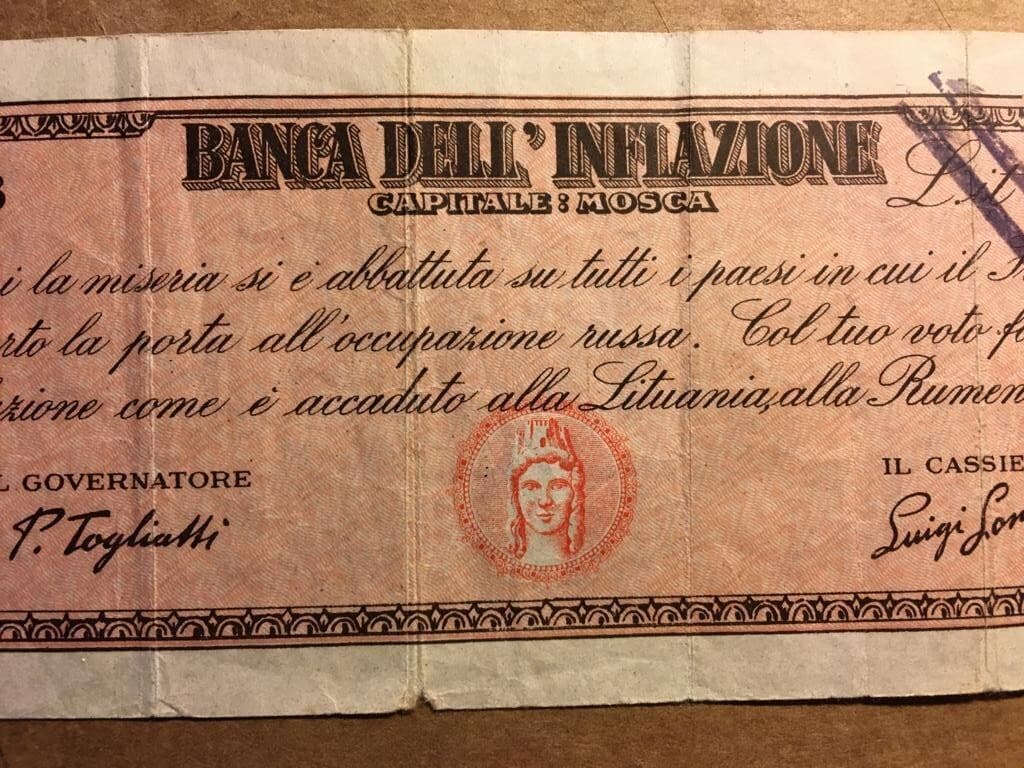 BANCA DELL'INFLAZIONE
CAPITALE: MOSCA
la miseria si è abbattuta su tutti i paesi in cui il
la porta all'occupazione russa. Col tuo voto
come è accaduto alla Lituania, alla
GOVERNATORE
IL
P. Togliatti
Luigi